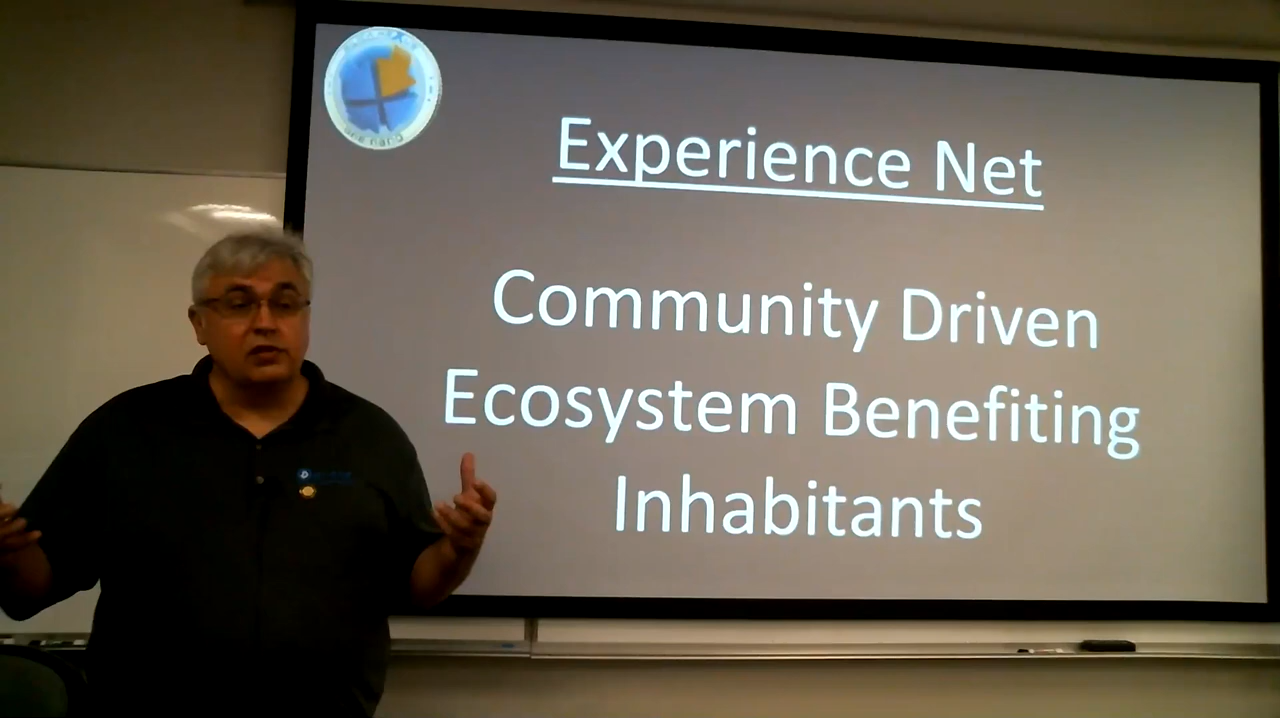 Experience Net
Community Driven
Ecosystem Benefiting
Inhabitants